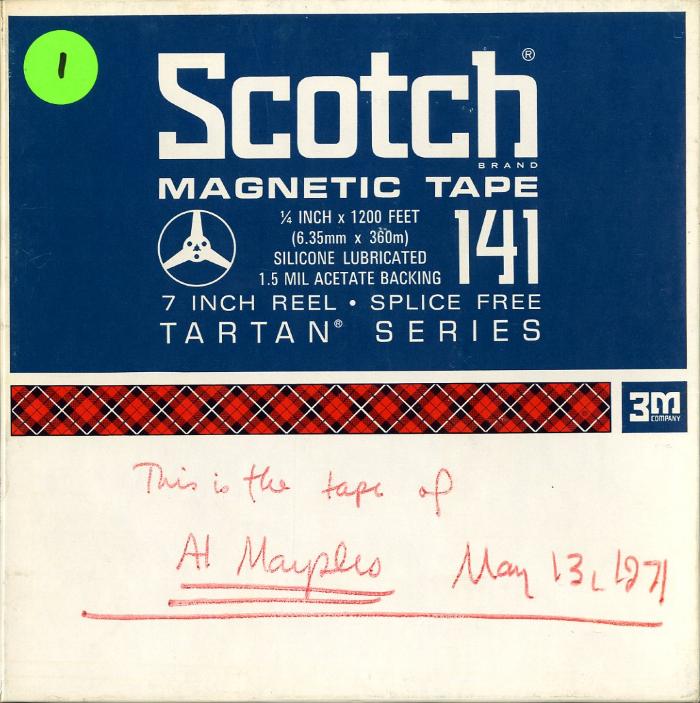 1
Scotch®
BRAND
MAGNETIC TAPE
¼ INCH x 1200 FEET
(6.35mm x 360m)
SILICONE LUBRICATED
1.5 MIL ACETATE BACKING
141
7 INCH REEL • SPLICE FREE
TARTAN® SERIES
3M
COMPANY
This is the tape of
Al May 13, 1971